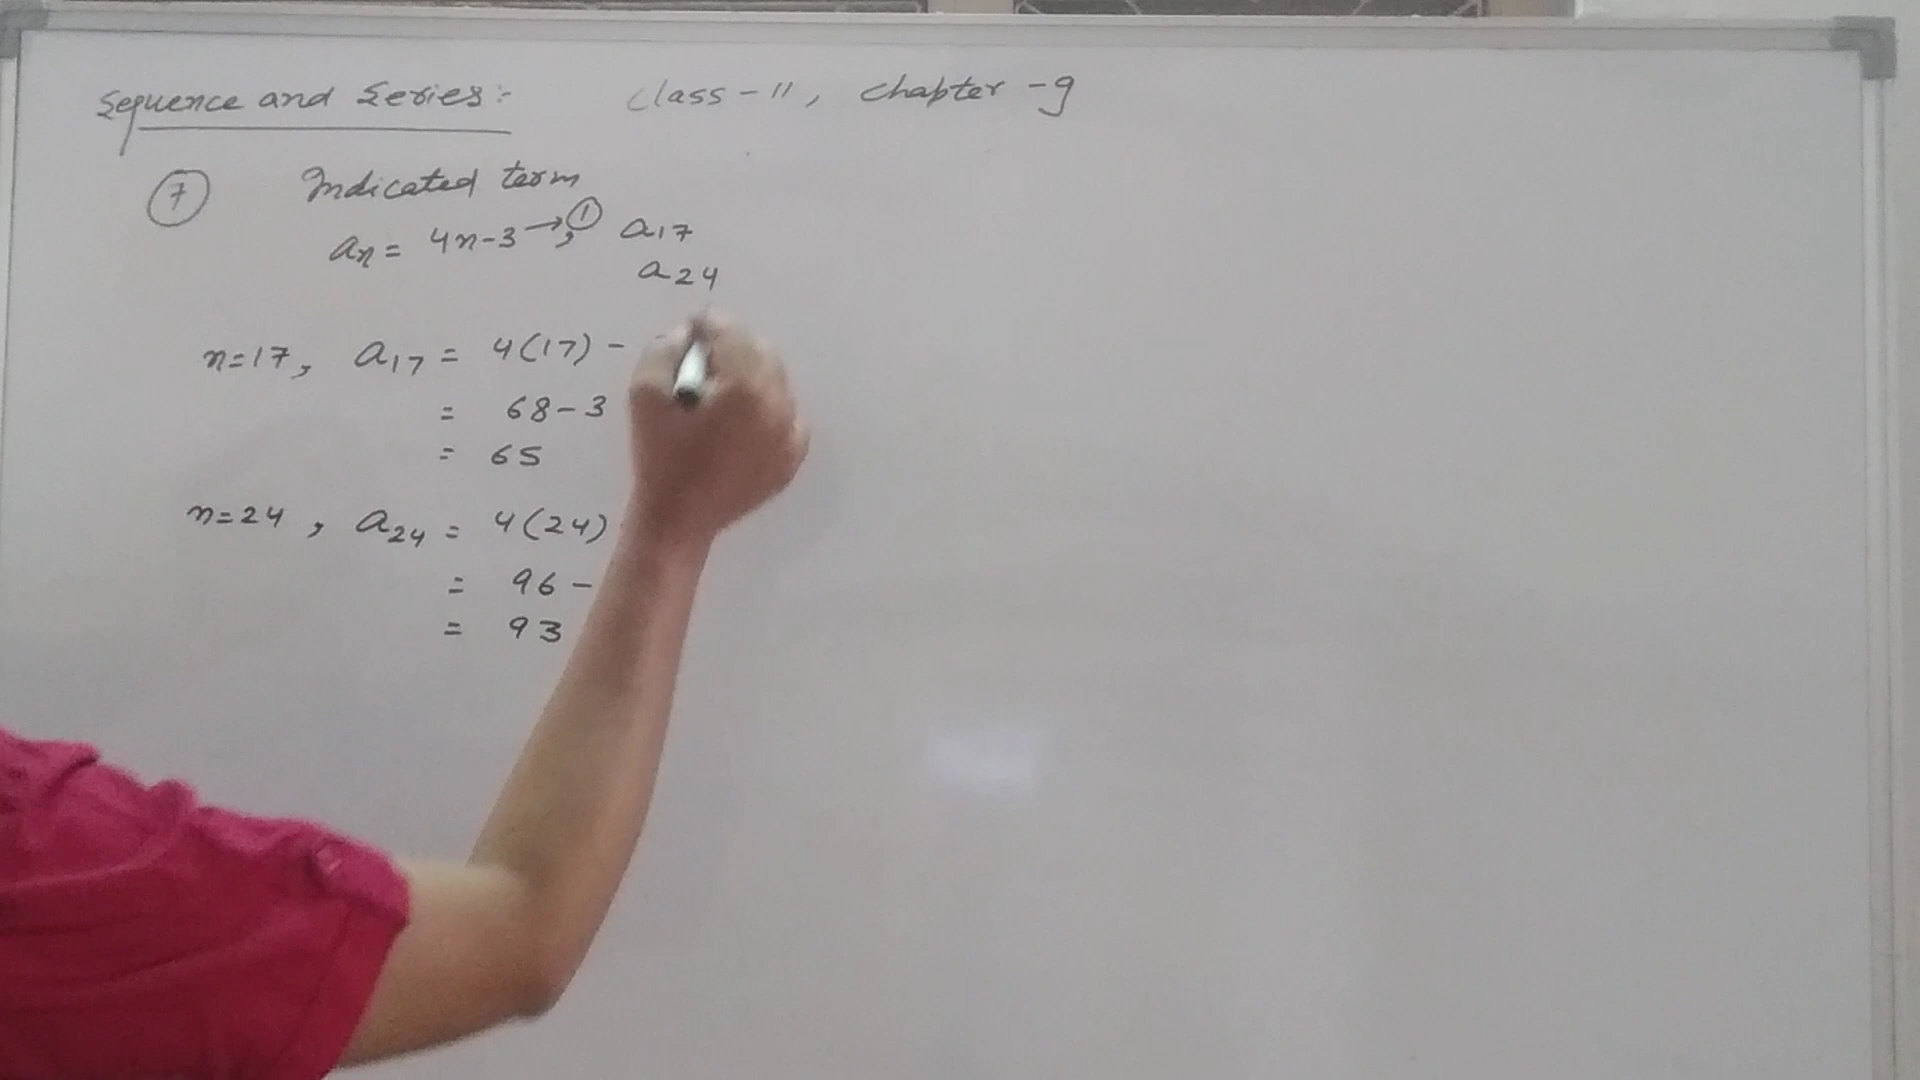 Sequence and Series:- Class-11, Chapter-9
7 Indicated term
an = 4n-3 → 1, a17
a24
n=17, a17 = 4(17) -
= 68-3
= 65
n=24, a24 = 4(24)
= 96 -
= 93